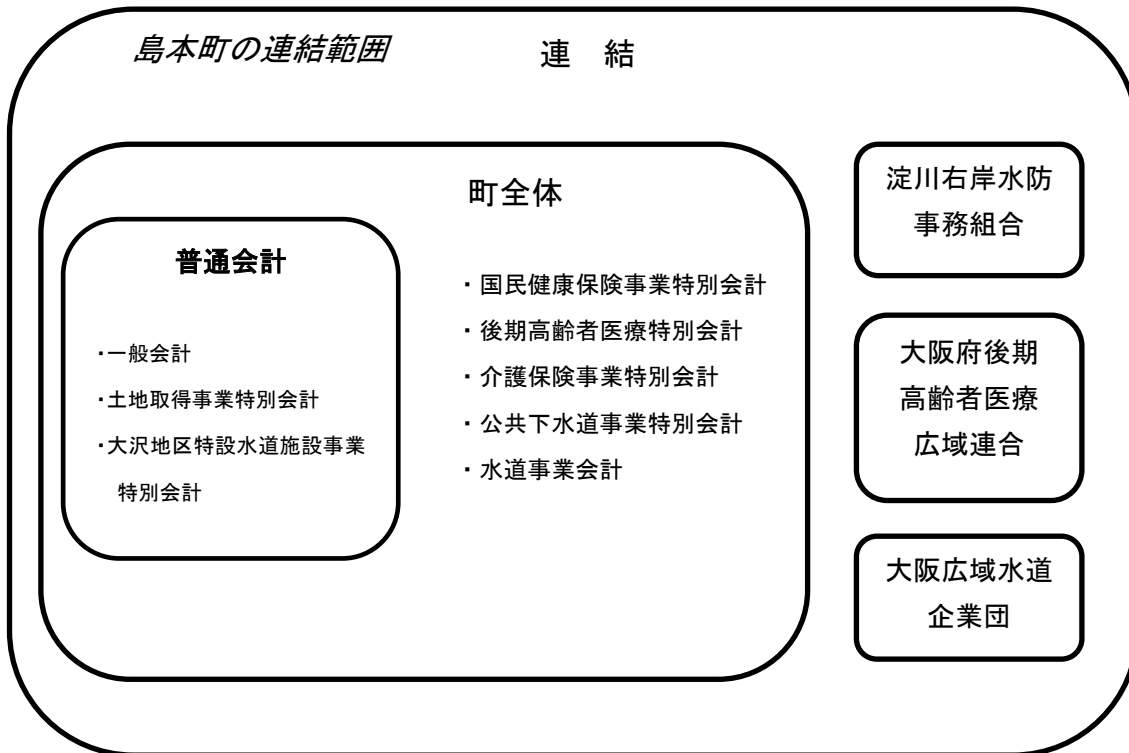 島本町の連結範囲
連 結
町全体
普通会計
・一般会計
・土地取得事業特別会計
・大沢地区特設水道施設事業
特別会計
・国民健康保険事業特別会計
・後期高齢者医療特別会計
・介護保険事業特別会計
・公共下水道事業特別会計
・水道事業会計
淀川右岸水防
事務組合
大阪府後期
高齢者医療
広域連合
大阪広域水道
企業団